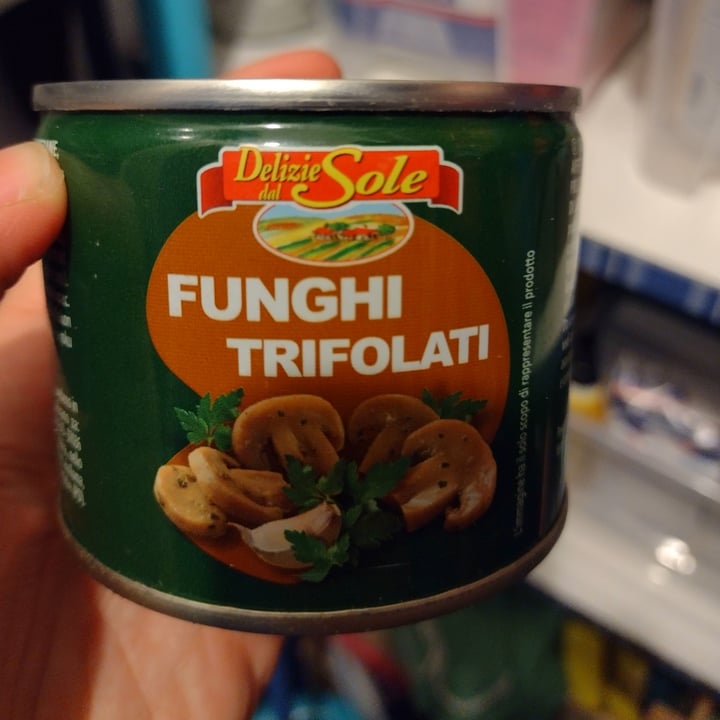 Delizie
dal Sole
FUNGHI
TRIFOLATI
L'immagine ha il solo scopo di rappresentare il prodotto